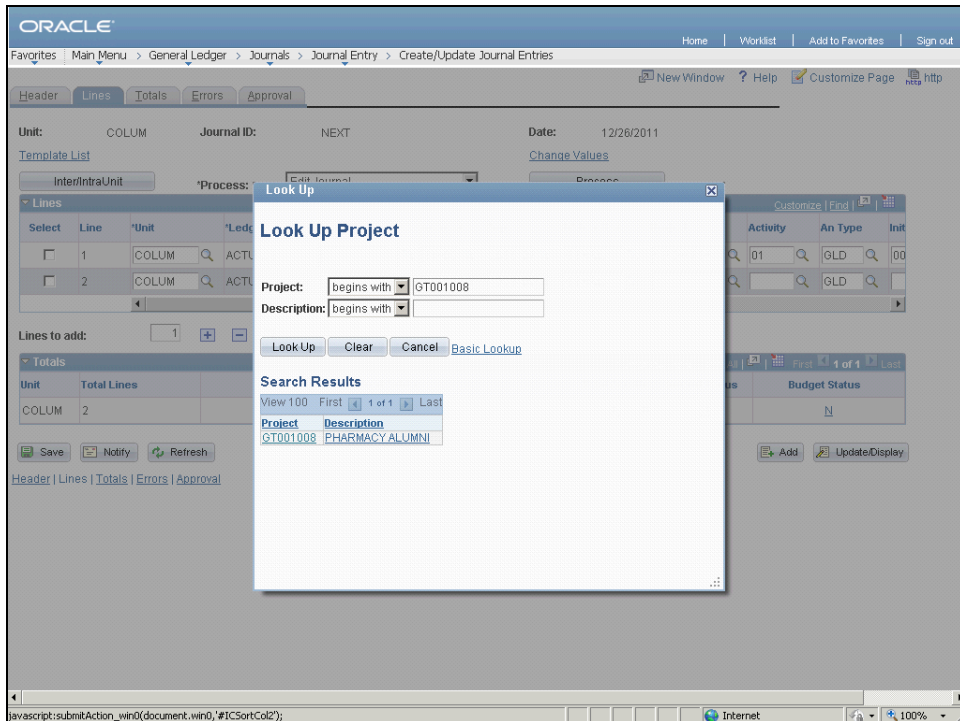 ORACLE
Home | Worklist | Add to Favorites | Sign out
Favorites Main Menu > General Ledger > Journals > Journal Entry > Create/Update Journal Entries
New Window ? Help Customize Page http
Header Lines Totals Errors Approval
Unit: COLUM Journal ID: NEXT Date: 12/26/2011
Template List Change Values
Inter/IntraUnit *Process: Edit Journal Process
Lines Customize | Find |
Select Line *Unit *Ledg Activity An Type Init
1 COLUM ACTU 01 GLD 00
2 COLUM ACTU GLD
Lines to add: 1
Totals First 1 of 1 Last
Unit Total Lines us Budget Status
COLUM 2 N
Save Notify Refresh Add Update/Display
Header | Lines | Totals | Errors | Approval
Look Up
Look Up Project
Project: begins with GT001008
Description: begins with
Look Up Clear Cancel Basic Lookup
Search Results
View 100 First 1 of 1 Last
Project Description
GT001008 PHARMACY ALUMNI
javascript:submitAction_win0(document.win0,'#ICSortCol2'); Internet 100%